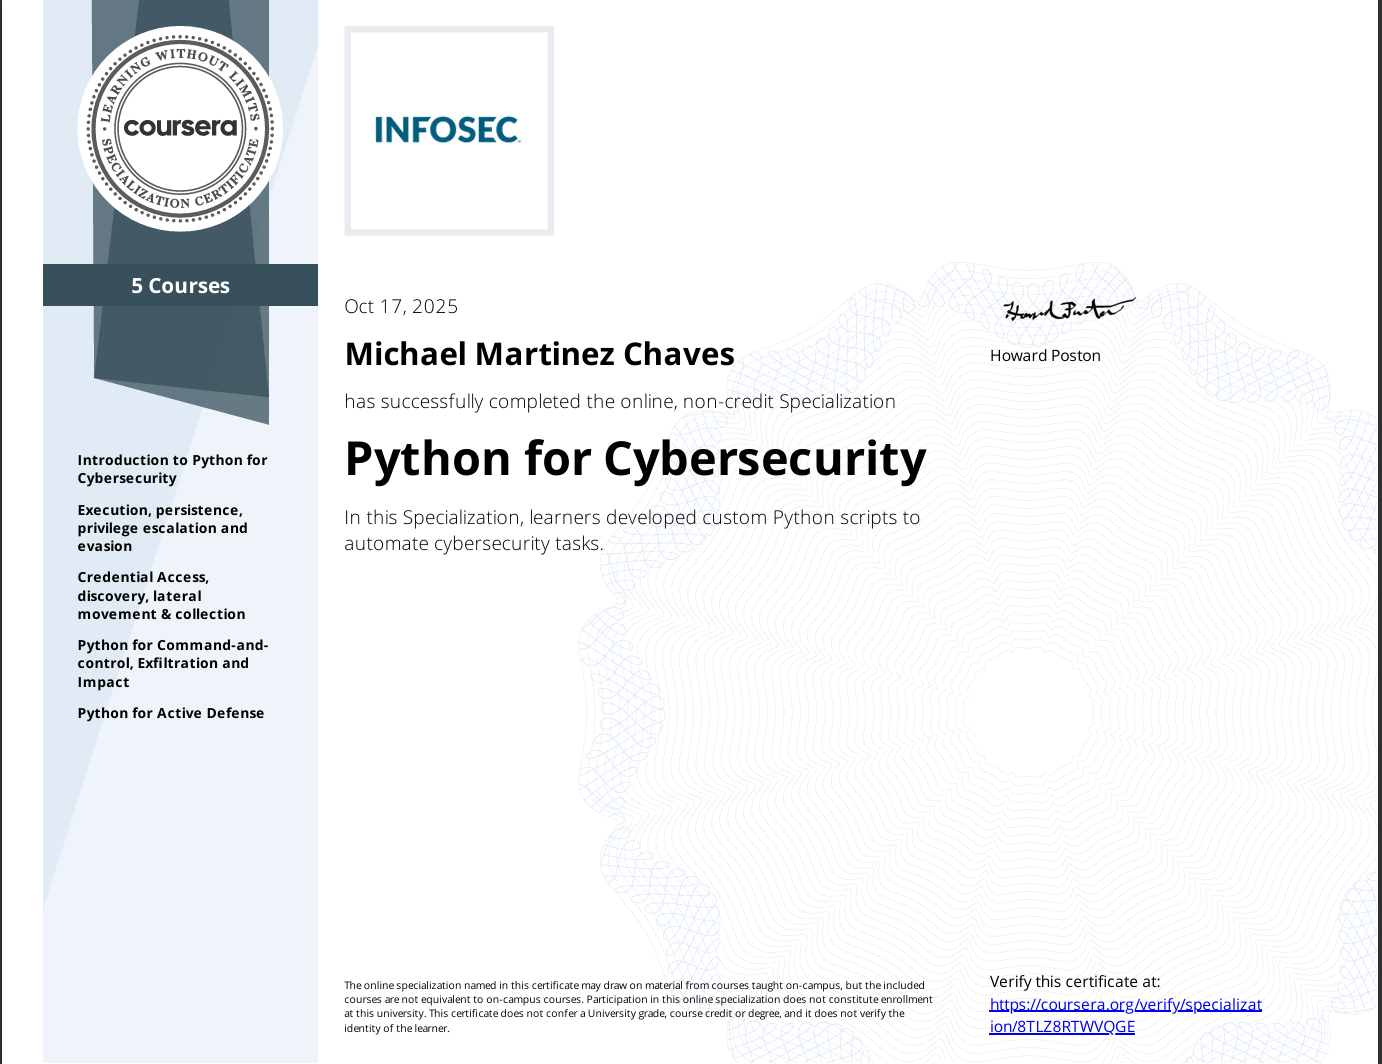 LEARNING WITHOUT LIMITS
coursera
SPECIALIZATION CERTIFICATE
5 Courses
Introduction to Python for
Cybersecurity
Execution, persistence,
privilege escalation and
evasion
Credential Access,
discovery, lateral
movement & collection
Python for Command-and-
control, Exfiltration and
Impact
Python for Active Defense
INFOSEC
Oct 17, 2025
Michael Martinez Chaves
has successfully completed the online, non-credit Specialization
Python for Cybersecurity
In this Specialization, learners developed custom Python scripts to
automate cybersecurity tasks.
Howard Poston
Howard Poston
The online specialization named in this certificate may draw on material from courses taught on-campus, but the included
courses are not equivalent to on-campus courses. Participation in this online specialization does not constitute enrollment
at this university. This certificate does not confer a University grade, course credit or degree, and it does not verify the
identity of the learner.
Verify this certificate at:
https://coursera.org/verify/specializat
ion/8TLZ8RTWVQGE